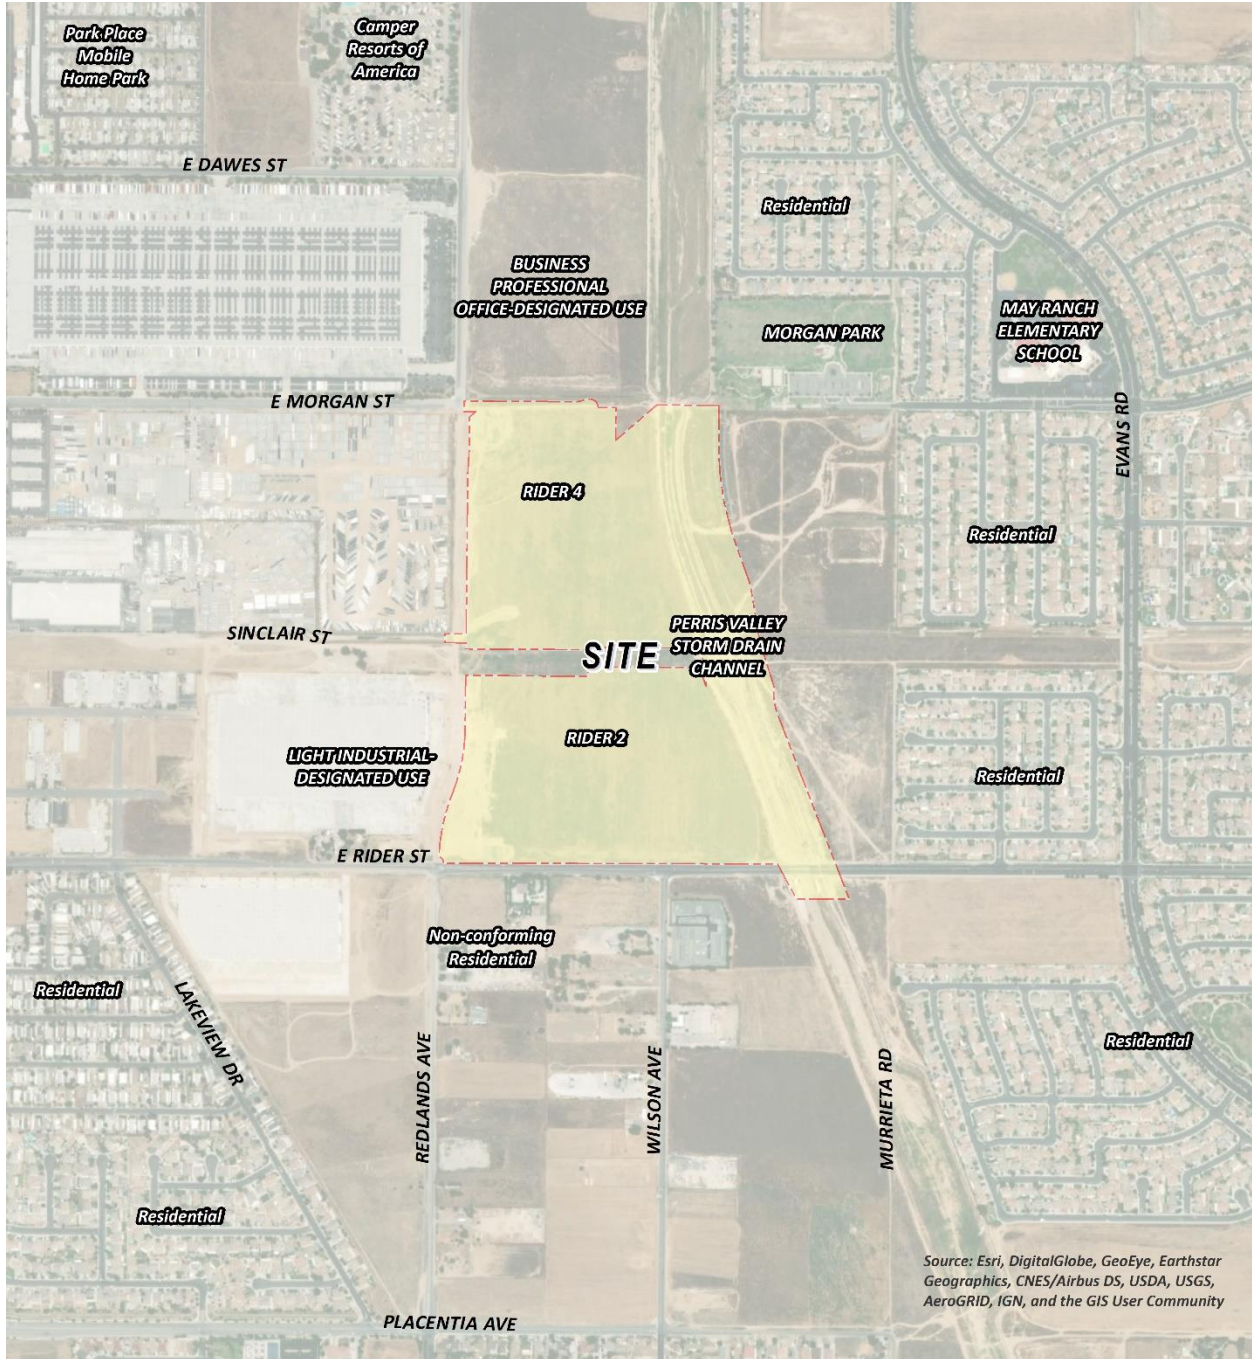 Park Place
Mobile
Home Park
Camper
Resorts of
America
E DAWES ST
Residential
BUSINESS
PROFESSIONAL
OFFICE-DESIGNATED USE
MORGAN PARK
MAY RANCH
ELEMENTARY
SCHOOL
E MORGAN ST
EVANS RD
RIDER 4
Residential
SINCLAIR ST
SITE
PERRIS VALLEY
STORM DRAIN
CHANNEL
RIDER 2
LIGHT INDUSTRIAL-
DESIGNATED USE
Residential
E RIDER ST
Non-conforming
Residential
Residential
LAKEVIEW DR
REDLANDS AVE
WILSON AVE
MURRIETA RD
Residential
Residential
Source: Esri, DigitalGlobe, GeoEye, Earthstar
Geographics, CNES/Airbus DS, USDA, USGS,
AeroGRID, IGN, and the GIS User Community
PLACENTIA AVE